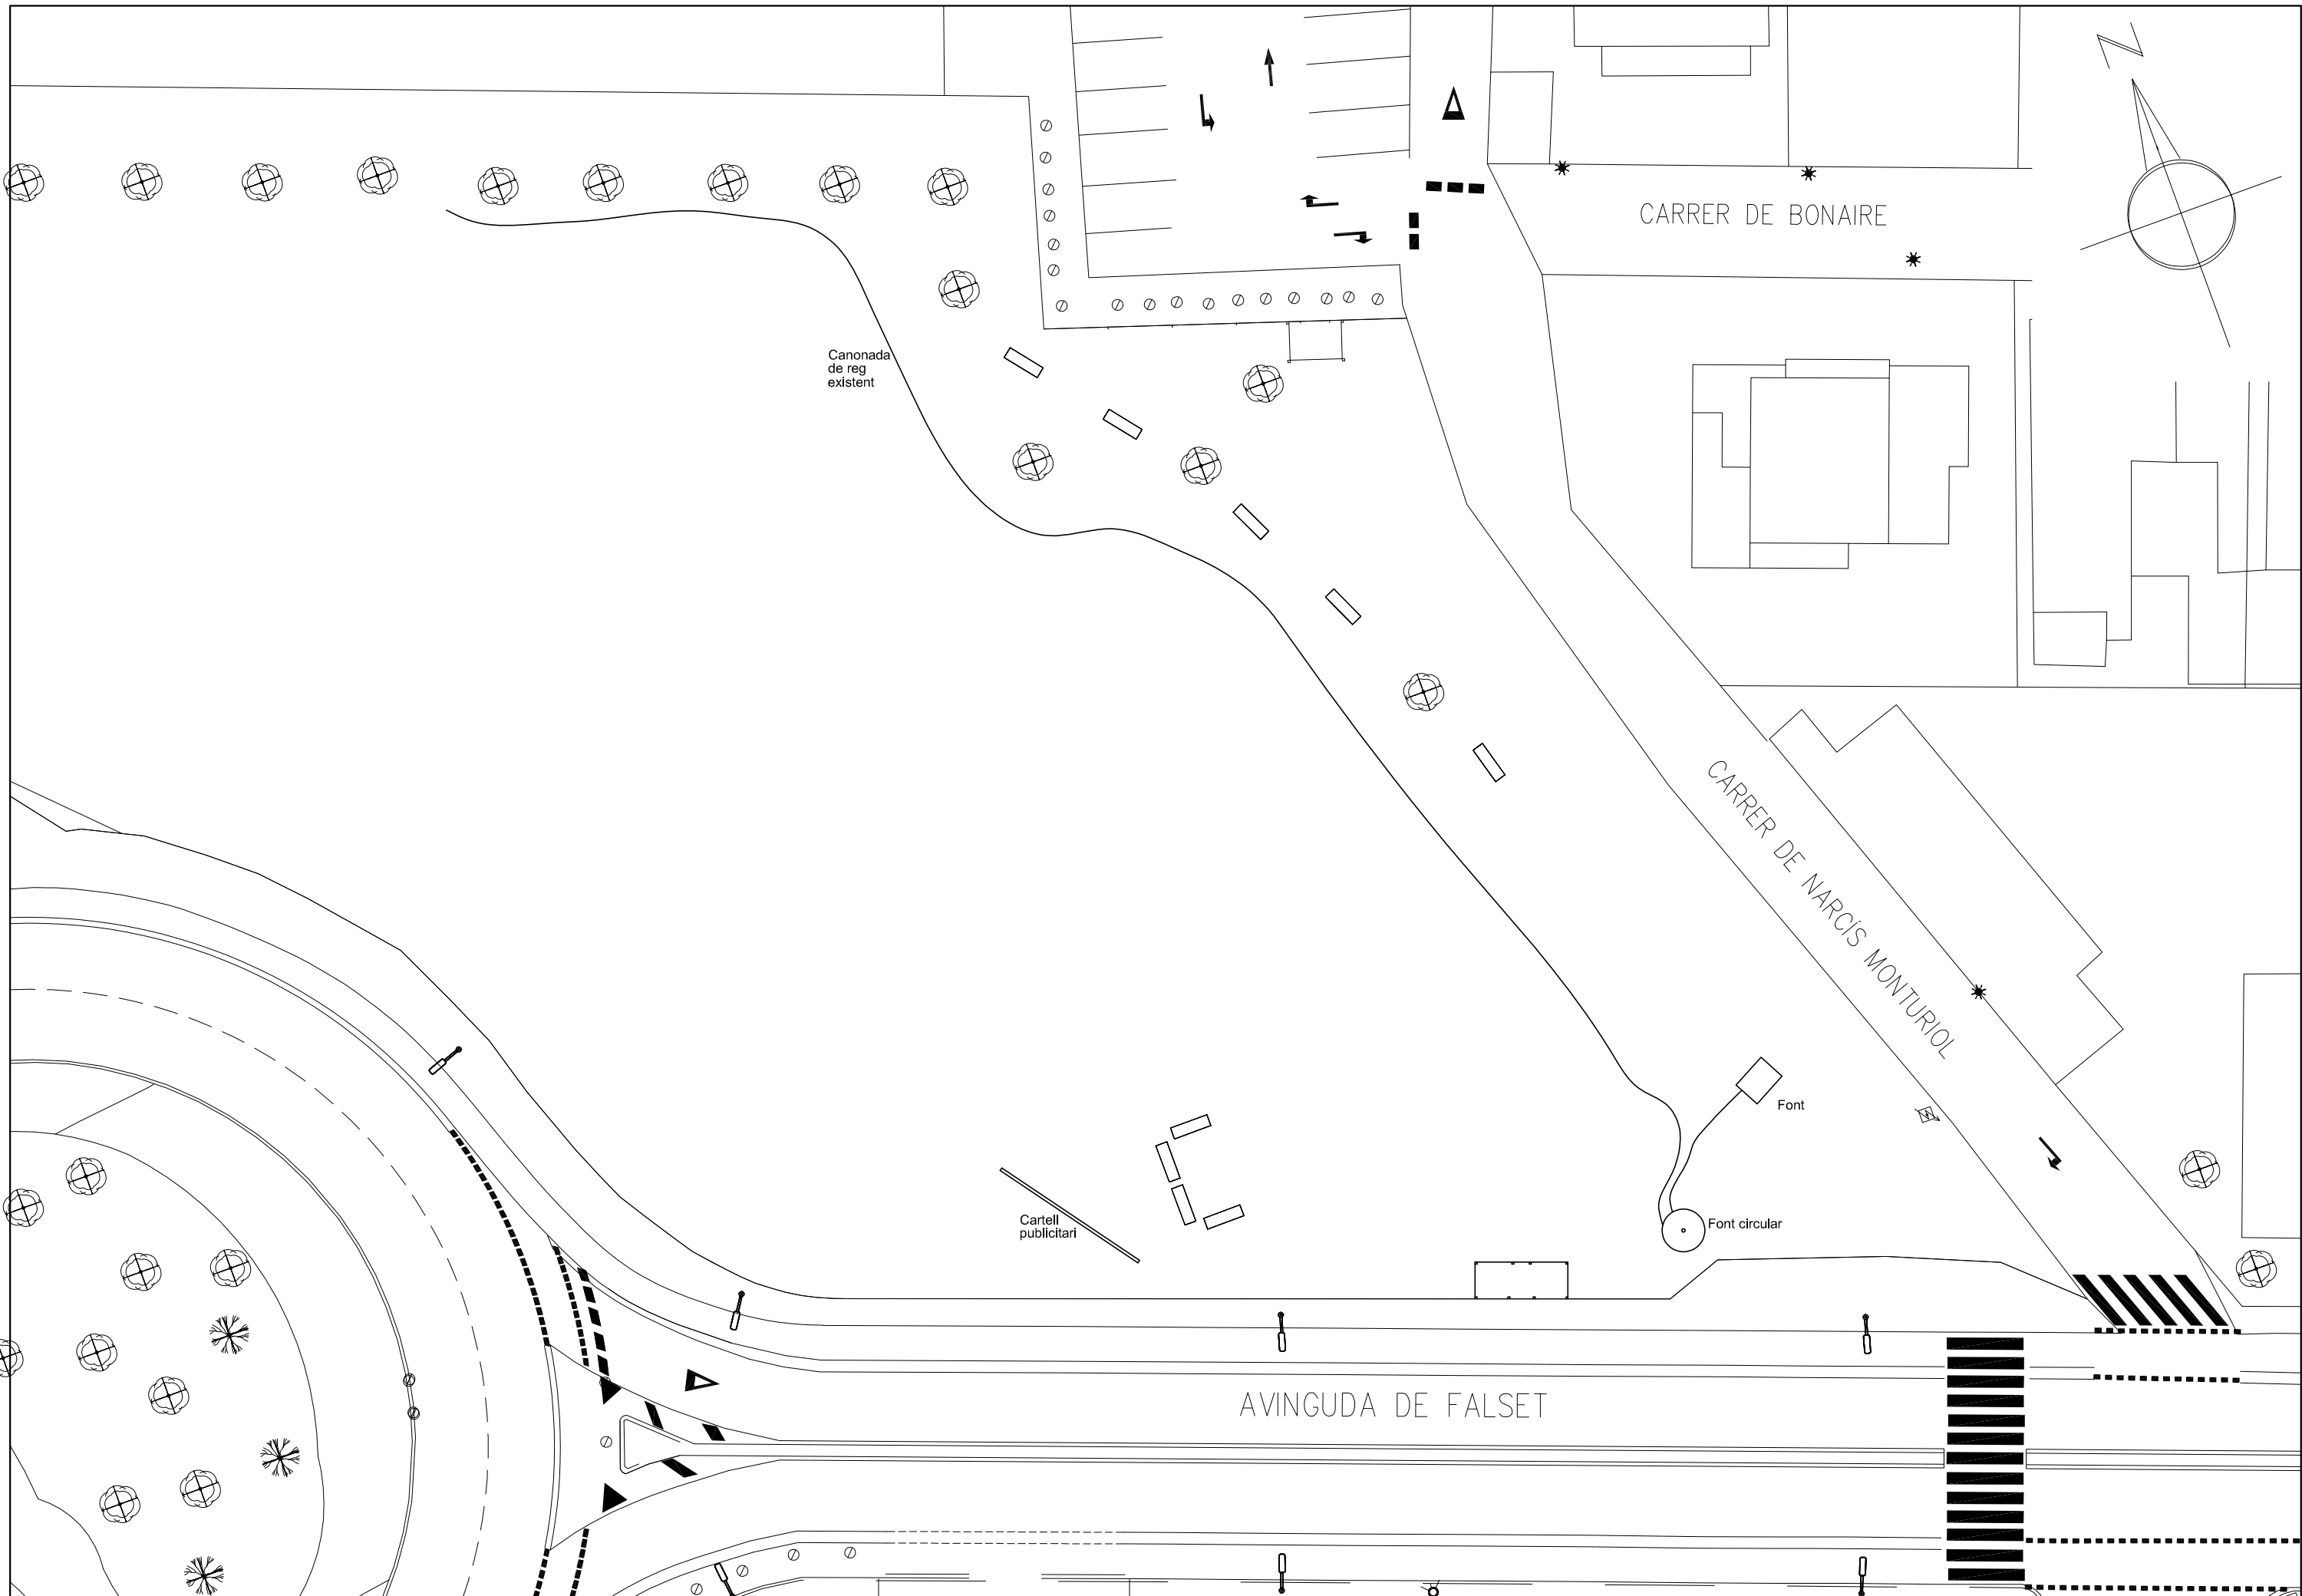 N
CARRER DE BONAIRE
Canonada
de reg
existent
CARRER DE NARCÍS MONTURIOL
Font
Cartell
publicitari
Font circular
AVINGUDA DE FALSET